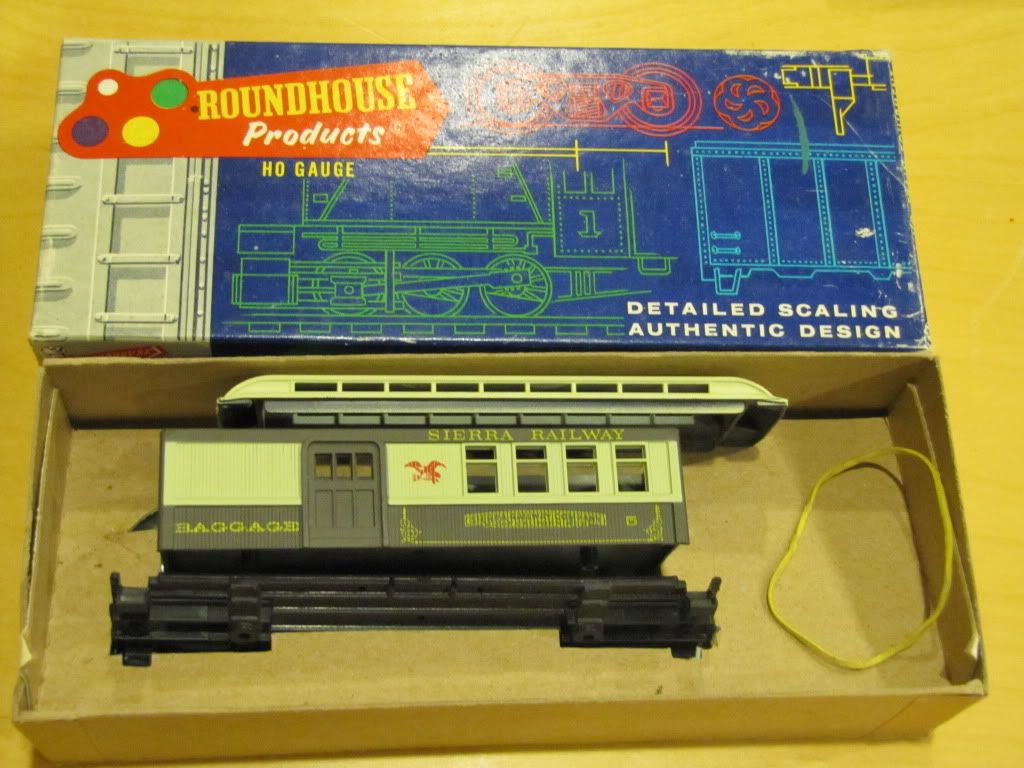 ROUNDHOUSE
Products
HO GAUGE
1
DETAILED SCALING
AUTHENTIC DESIGN
SIERRA RAILWAY
BAGGAGE
5